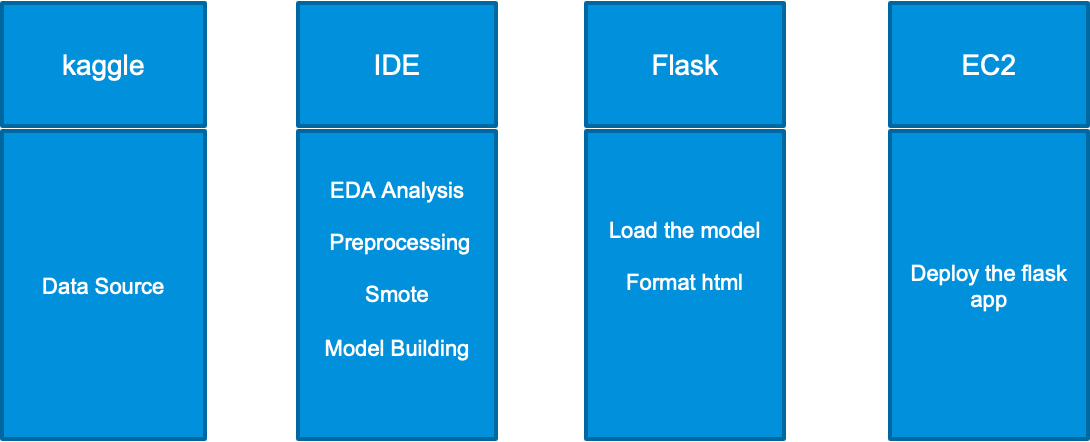 kaggle
Data Source
IDE
EDA Analysis
Preprocessing
Smote
Model Building
Flask
Load the model
Format html
EC2
Deploy the flask
app